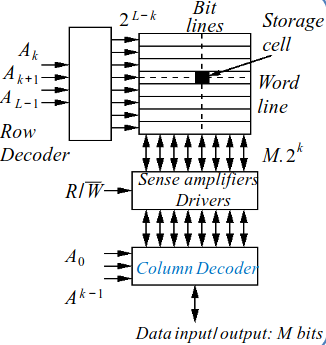 2^{L-k}
Bit
lines
Storage
cell
A_k
A_{k+1}
A_{L-1}
Word
line
Row
Decoder
M.2^k
R/W̅
Sense amplifiers
Drivers
A_0
A^{k-1}
Column Decoder
Data input/output: M bits